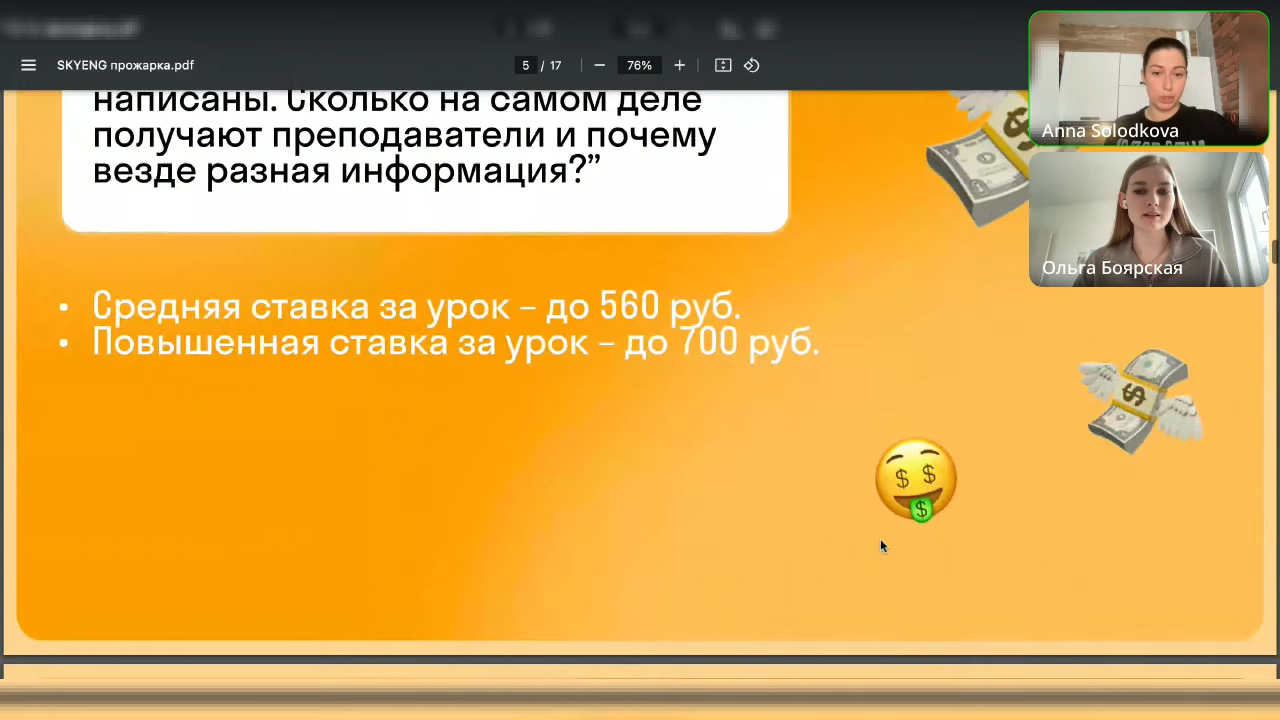 SKYENG прожарка.pdf
5 / 17
76%
написаны. Сколько на самом деле
получают преподаватели и почему
везде разная информация?”
• Средняя ставка за урок – до 560 руб.
• Повышенная ставка за урок – до 700 руб.
Anna Solodkova
Ольга Боярская